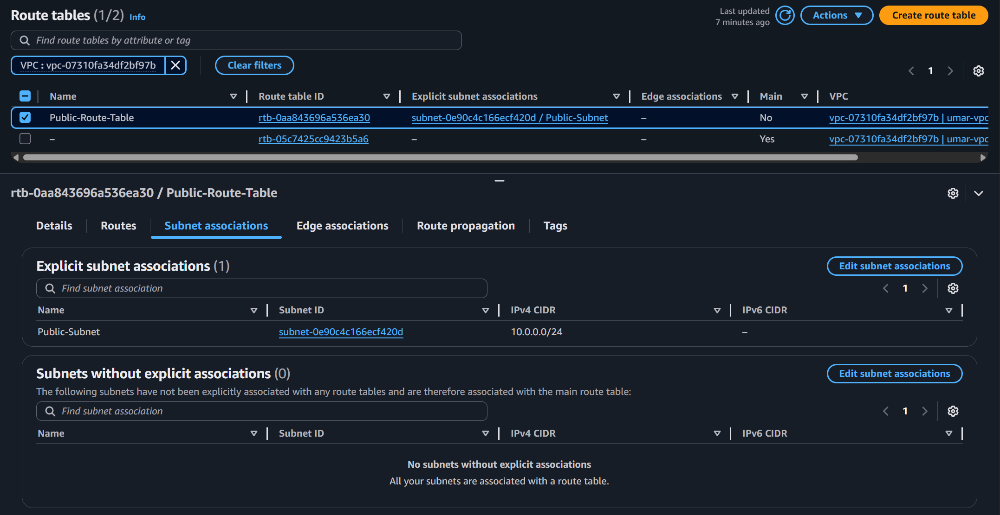 Route tables (1/2) Info
Last updated
7 minutes ago
Actions
Create route table
Find route tables by attribute or tag
VPC : vpc-07310fa34df2bf97b
Clear filters
1
Name Route table ID Explicit subnet associations Edge associations Main VPC
Public-Route-Table rtb-0aa843696a536ea30 subnet-0e90c4c166ecf420d / Public-Subnet – No vpc-07310fa34df2bf97b | umar-vpc
– rtb-05c7425cc9423b5a6 – – Yes vpc-07310fa34df2bf97b | umar-vpc
rtb-0aa843696a536ea30 / Public-Route-Table
Details Routes Subnet associations Edge associations Route propagation Tags
Explicit subnet associations (1)
Edit subnet associations
Find subnet association
1
Name Subnet ID IPv4 CIDR IPv6 CIDR
Public-Subnet subnet-0e90c4c166ecf420d 10.0.0.0/24 –
Subnets without explicit associations (0)
Edit subnet associations
The following subnets have not been explicitly associated with any route tables and are therefore associated with the main route table:
Find subnet association
1
Name Subnet ID IPv4 CIDR IPv6 CIDR
No subnets without explicit associations
All your subnets are associated with a route table.